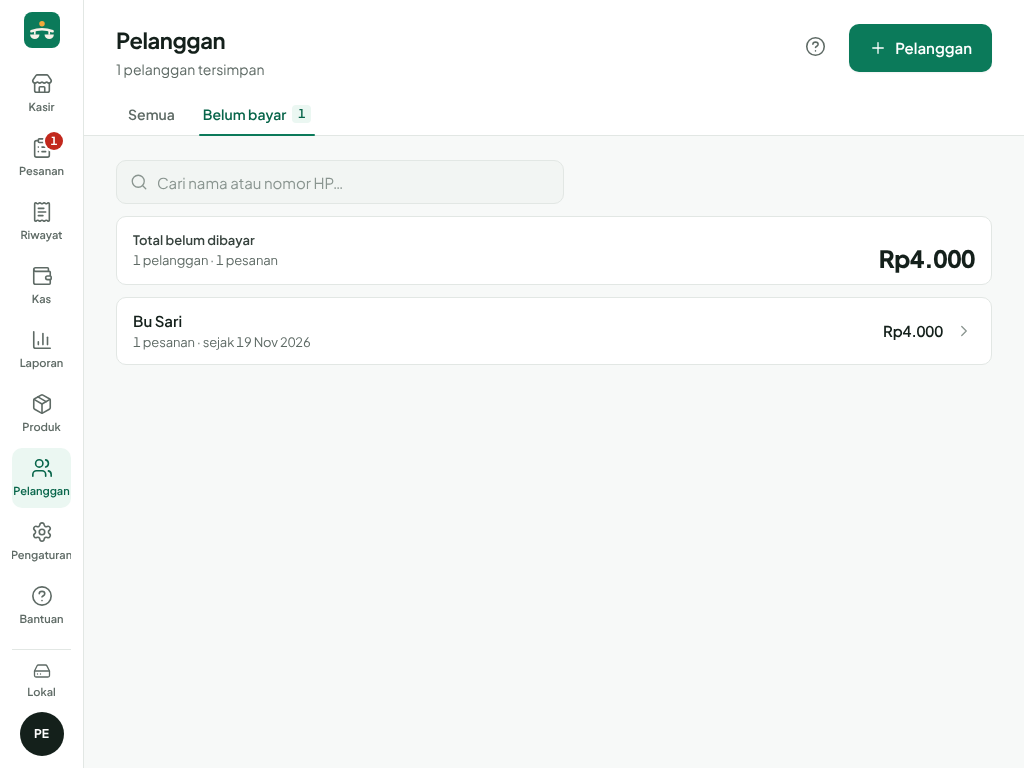 Kasir
1
Pesanan
Riwayat
Kas
Laporan
Produk
Pelanggan
Pengaturan
Bantuan
Lokal
PE
Pelanggan
1 pelanggan tersimpan
Pelanggan
Semua
Belum bayar 1
Cari nama atau nomor HP…
Total belum dibayar
1 pelanggan · 1 pesanan
Rp4.000
Bu Sari
1 pesanan · sejak 19 Nov 2026
Rp4.000